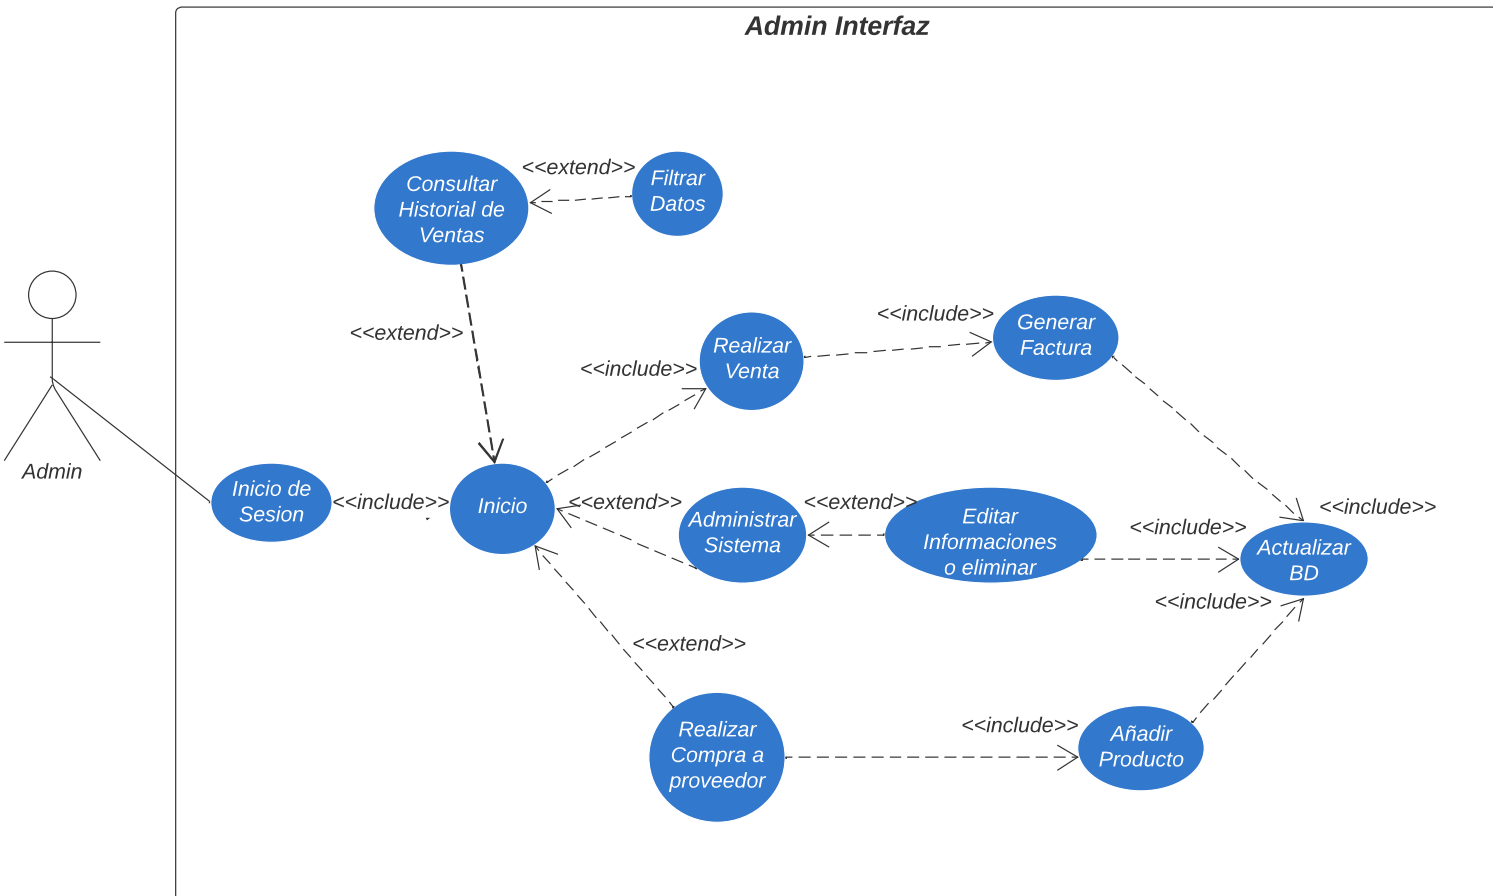 Admin Interfaz
<<extend>>
Consultar
Historial de
Ventas
Filtrar
Datos
<<extend>>
<<include>>
Generar
Factura
Realizar
Venta
<<include>>
Admin
Inicio de
Sesion
<<include>>
Inicio
<<extend>>
Administrar
Sistema
<<extend>>
Editar
Informaciones
o eliminar
<<include>>
<<include>>
Actualizar
BD
<<include>>
<<extend>>
Realizar
Compra a
proveedor
<<include>>
Añadir
Producto